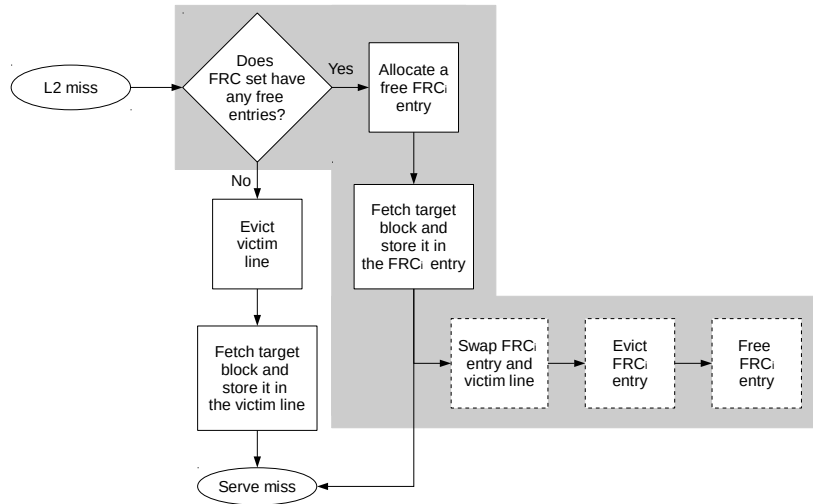 L2 miss
Does
FRC set have
any free
entries?
Yes
Allocate a
free FRCᵢ
entry
No
Evict
victim
line
Fetch target
block and
store it in
the FRCᵢ entry
Fetch target
block and
store it in
the victim line
Swap FRCᵢ
entry and
victim line
Evict
FRCᵢ
entry
Free
FRCᵢ
entry
Serve miss